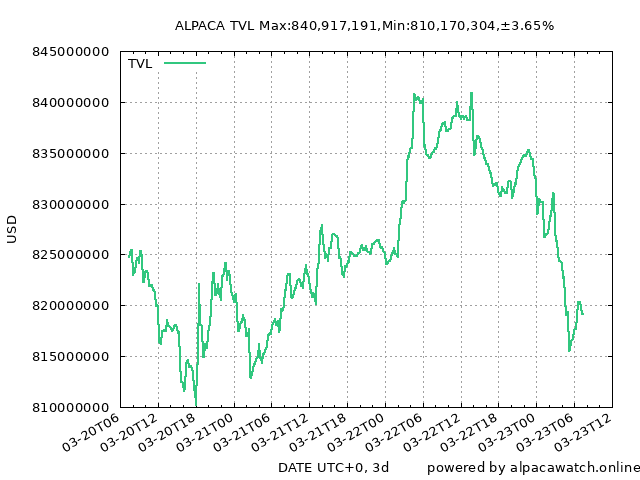 ALPACA TVL Max:840,917,191,Min:810,170,304,±3.65%
TVL
845000000
840000000
835000000
830000000
825000000
820000000
815000000
810000000
USD
03-20T06
03-20T12
03-20T18
03-21T00
03-21T06
03-21T12
03-21T18
03-22T00
03-22T06
03-22T12
03-22T18
03-23T00
03-23T06
03-23T12
DATE UTC+0, 3d
powered by alpacawatch.online